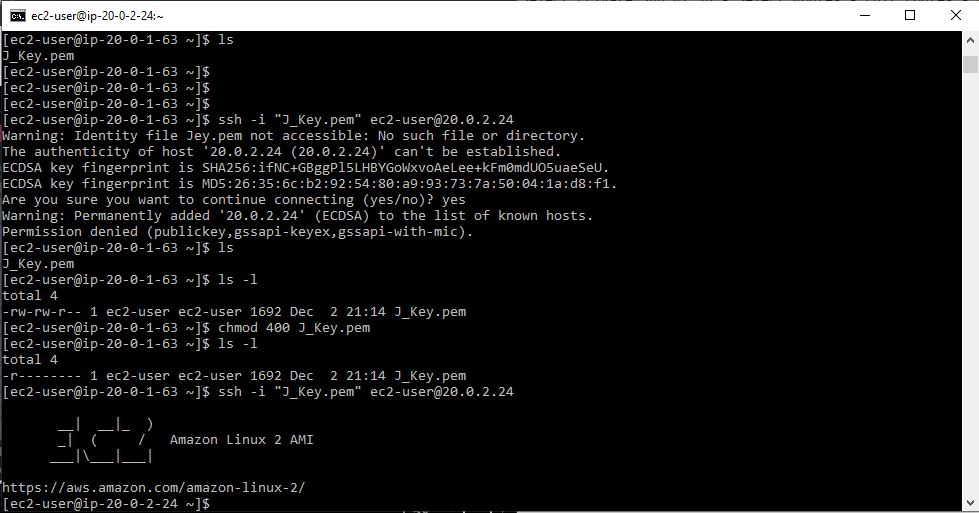 ec2-user@ip-20-0-2-24:~
[ec2-user@ip-20-0-1-63 ~]$ ls
J_Key.pem
[ec2-user@ip-20-0-1-63 ~]$
[ec2-user@ip-20-0-1-63 ~]$
[ec2-user@ip-20-0-1-63 ~]$
[ec2-user@ip-20-0-1-63 ~]$ ssh -i "J_Key.pem" ec2-user@20.0.2.24
Warning: Identity file Jey.pem not accessible: No such file or directory.
The authenticity of host '20.0.2.24 (20.0.2.24)' can't be established.
ECDSA key fingerprint is SHA256:ifNC+GBggPl5LHBYGoWxvoAeLee+kFm0mdUO5uaeSeU.
ECDSA key fingerprint is MD5:26:35:6c:b2:92:54:80:a9:93:73:7a:50:04:1a:d8:f1.
Are you sure you want to continue connecting (yes/no)? yes
Warning: Permanently added '20.0.2.24' (ECDSA) to the list of known hosts.
Permission denied (publickey,gssapi-keyex,gssapi-with-mic).
[ec2-user@ip-20-0-1-63 ~]$ ls
J_Key.pem
[ec2-user@ip-20-0-1-63 ~]$ ls -l
total 4
-rw-rw-r-- 1 ec2-user ec2-user 1692 Dec  2 21:14 J_Key.pem
[ec2-user@ip-20-0-1-63 ~]$ chmod 400 J_Key.pem
[ec2-user@ip-20-0-1-63 ~]$ ls -l
total 4
-r-------- 1 ec2-user ec2-user 1692 Dec  2 21:14 J_Key.pem
[ec2-user@ip-20-0-1-63 ~]$ ssh -i "J_Key.pem" ec2-user@20.0.2.24
       __|  __|_  )
       _|  (     /   Amazon Linux 2 AMI
      ___|\___|___|
https://aws.amazon.com/amazon-linux-2/
[ec2-user@ip-20-0-2-24 ~]$